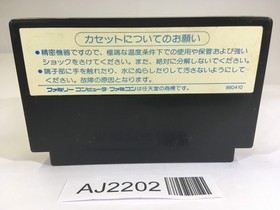 カセットについてのお願い
●精密機器ですので、極端な温度条件下での使用や保管および強い
ショックをさけてください。また、絶対に分解しないでください。
●端子部に手を触れたり、水にぬらしたりして汚さないようにして
ください。故障の原因となります。
ファミリーコンピュータ・ファミコンは任天堂の商標です。
860410
AJ2202